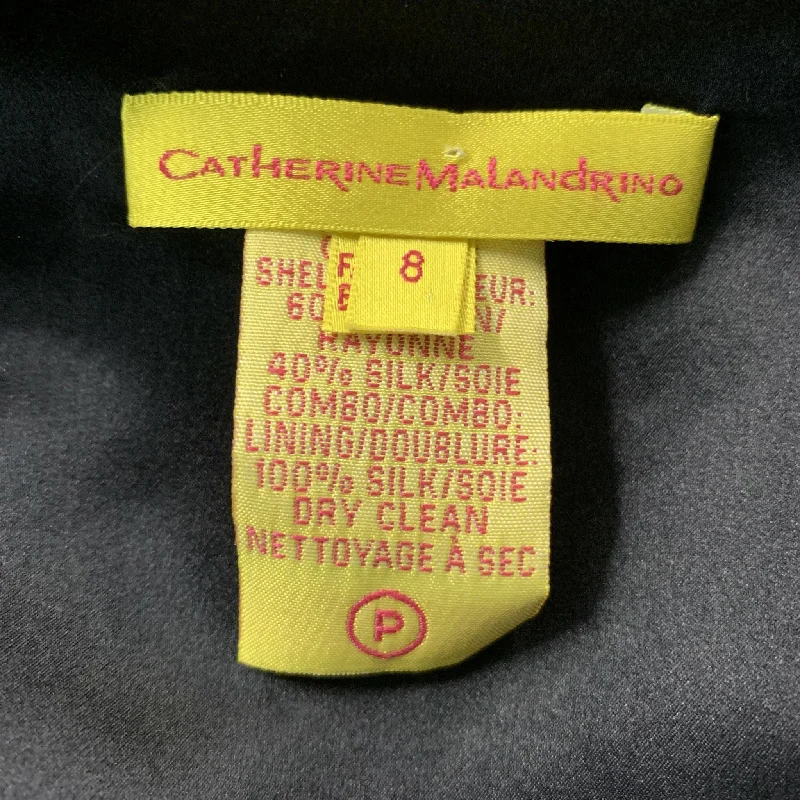 CATHERINE MALANDRINO
8
F
E
SHEL EUR:
60 N/
RAYONNE
40% SILK/SOIE
COMBO/COMBO:
LINING/DOUBLURE:
100% SILK/SOIE
DRY CLEAN
NETTOYAGE À SEC
P